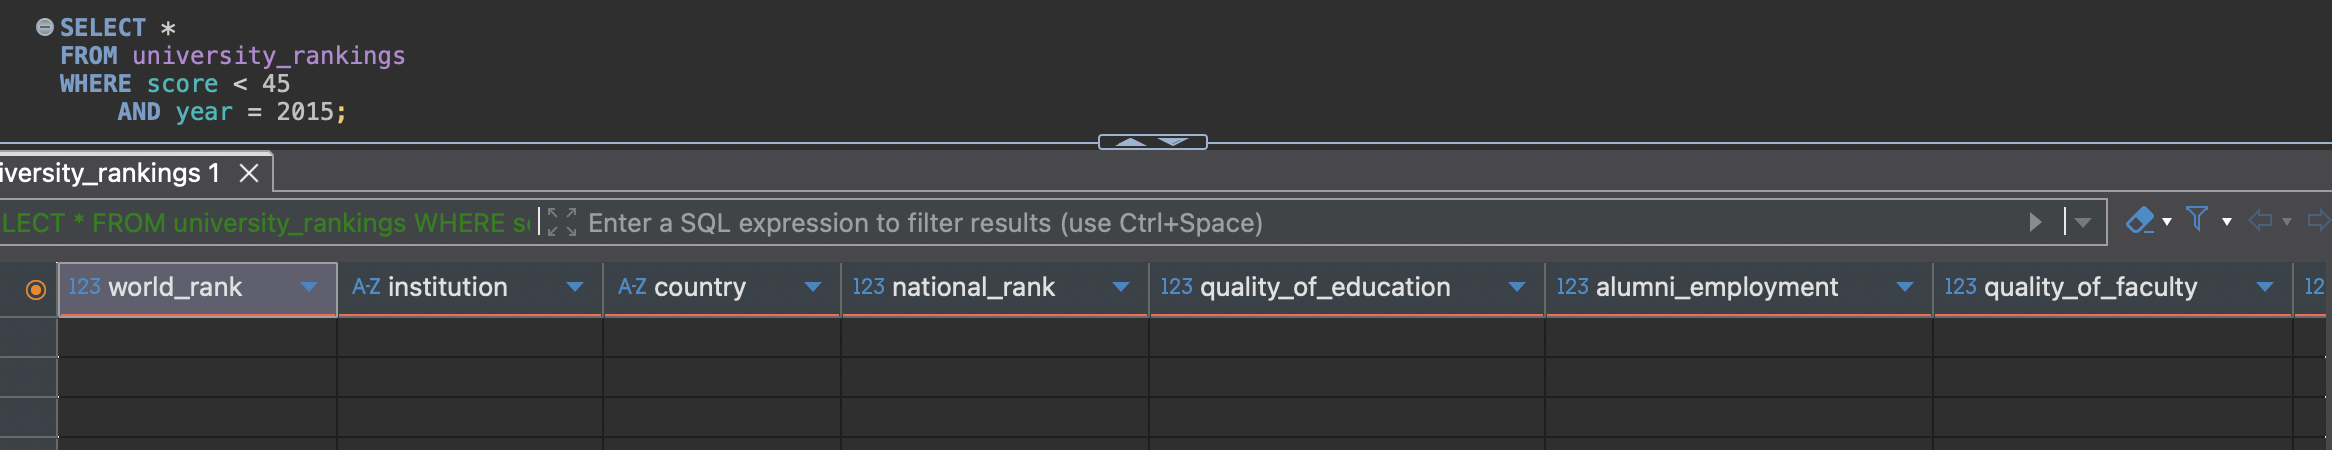 SELECT *
FROM university_rankings
WHERE score < 45
AND year = 2015;
iversity_rankings 1
LECT * FROM university_rankings WHERE s Enter a SQL expression to filter results (use Ctrl+Space)
123 world_rank A-Z institution A-Z country 123 national_rank 123 quality_of_education 123 alumni_employment 123 quality_of_faculty 12